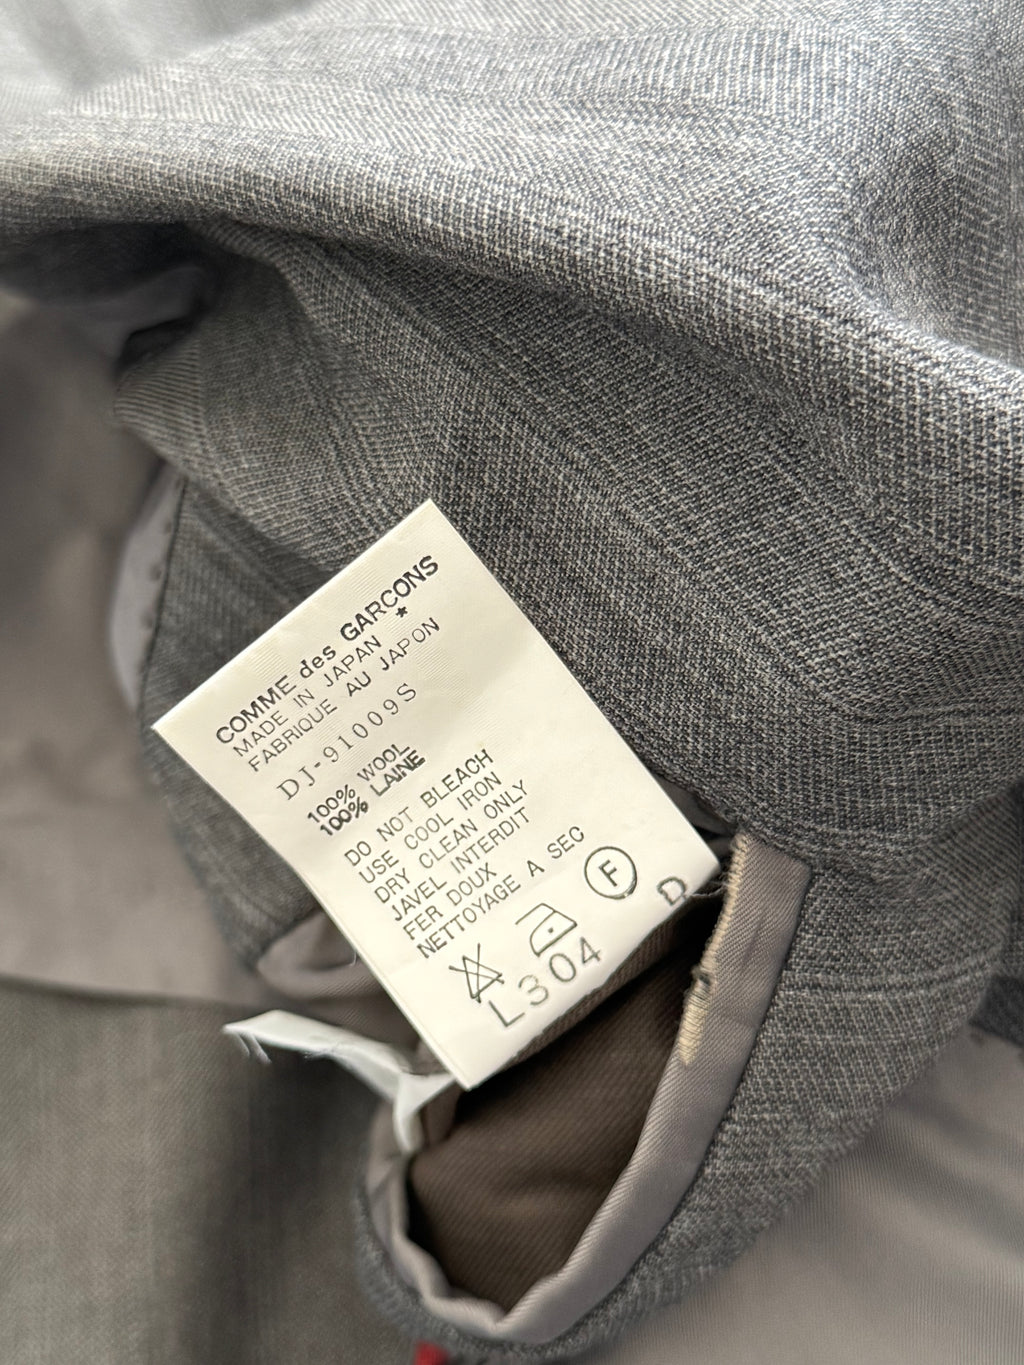 COMME des GARCONS
MADE IN JAPAN *
FABRIQUE AU JAPON
DJ-91009S
100% WOOL
100% LAINE
DO NOT BLEACH
USE COOL IRON
DRY CLEAN ONLY
JAVEL INTERDIT
FER DOUX
NETTOYAGE A SEC
F
L304 D